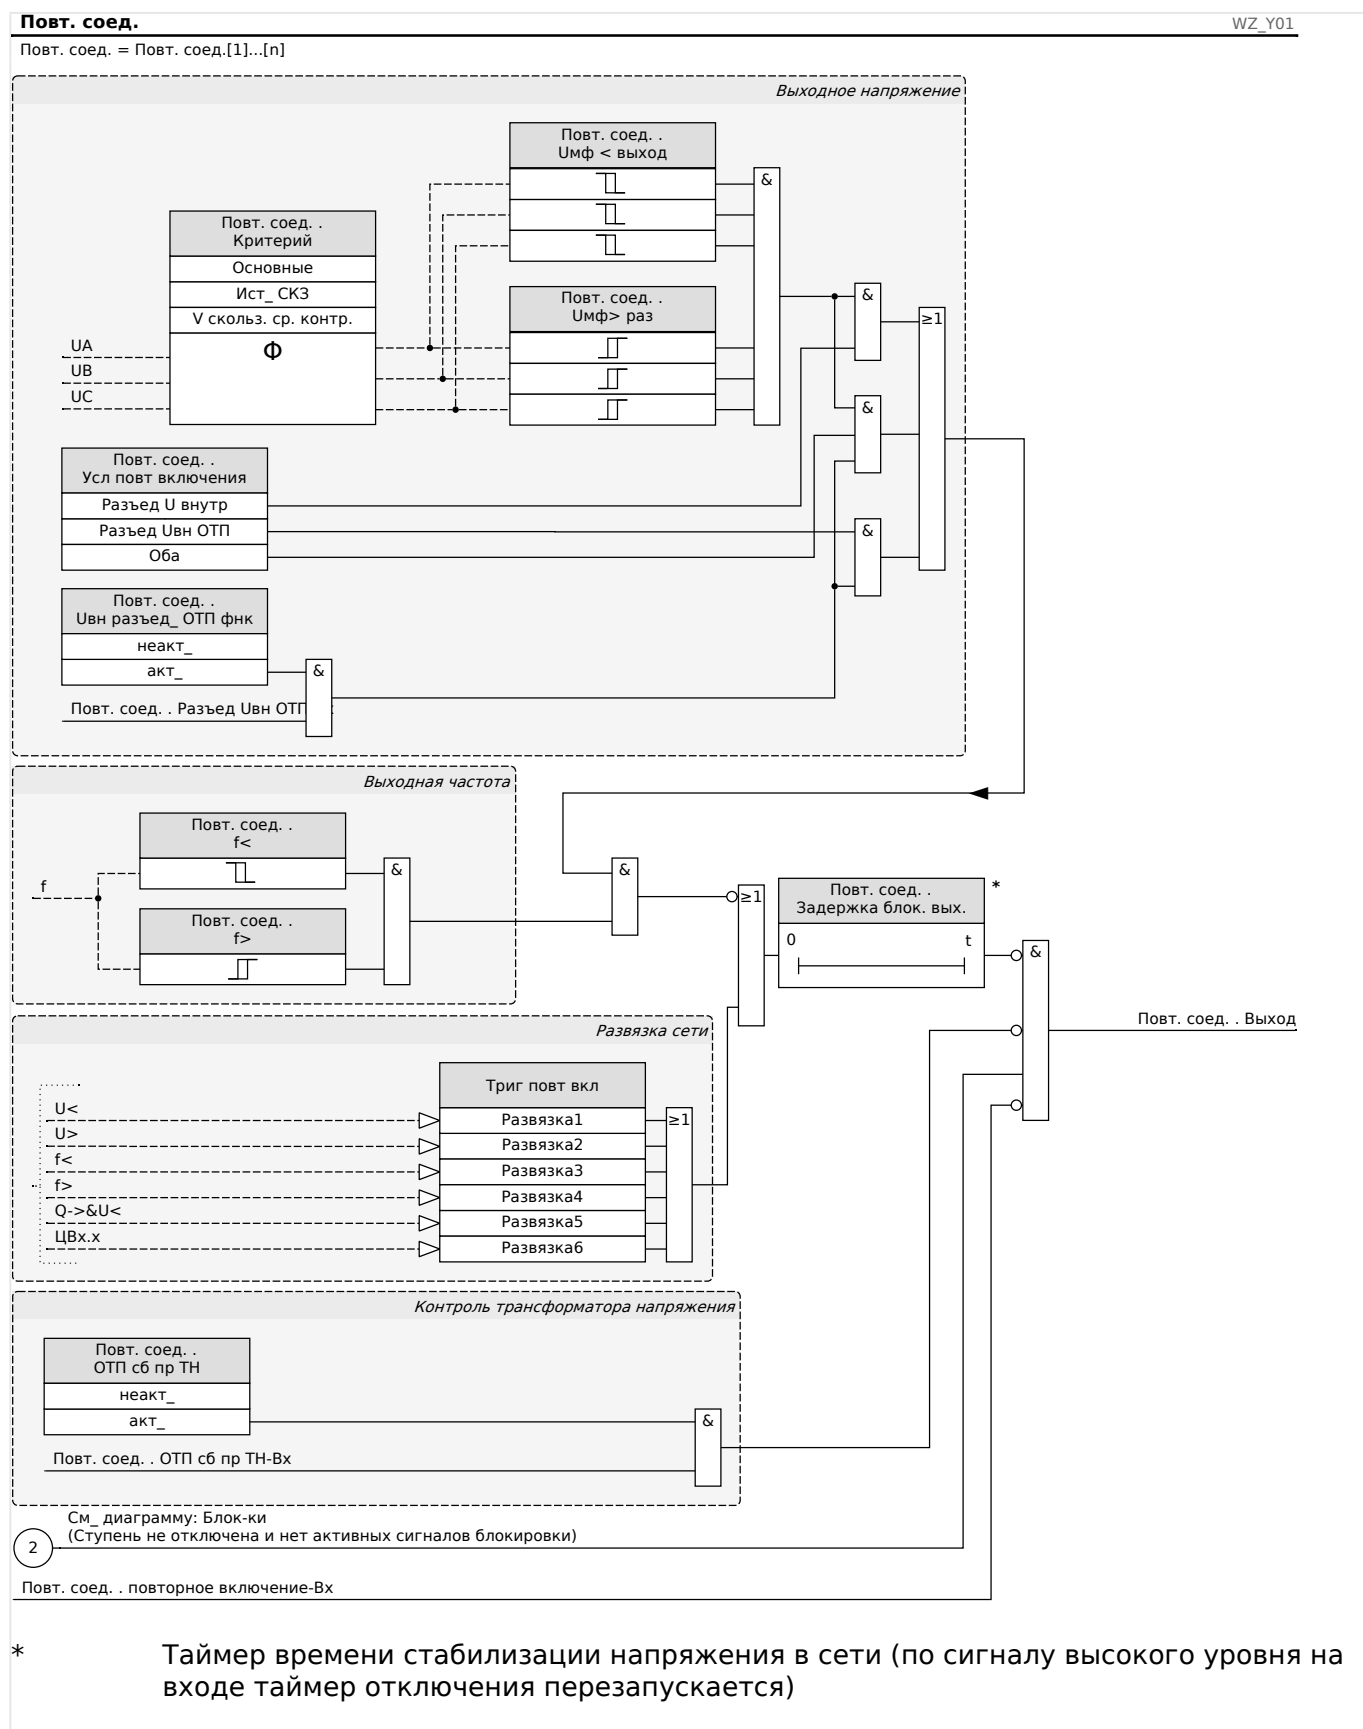 Повт. соед.
WZ_Y01
Повт. соед. = Повт. соед.[1]...[n]
Выходное напряжение
Повт. соед. .
Uмф < выход
&
Повт. соед. .
Критерий
Основные
Ист_ СКЗ
V скольз. ср. контр.
Ф
UA
UB
UC
Повт. соед. .
Uмф> раз
&
≥1
&
Повт. соед. .
Усл повт включения
Разъед U внутр
Разъед Uвн ОТП
Оба
&
Повт. соед. .
Uвн разъед_ ОТП фнк
неакт_
акт_
&
Повт. соед. . Разъед Uвн ОТП
Выходная частота
Повт. соед. .
f<
f
&
Повт. соед. .
f>
&
≥1
Повт. соед. .
Задержка блок. вых.
*
0
t
&
Повт. соед. . Выход
Развязка сети
Триг повт вкл
U<
Развязка1
≥1
U>
Развязка2
f<
Развязка3
f>
Развязка4
Q->&U<
Развязка5
ЦВх.x
Развязка6
Контроль трансформатора напряжения
Повт. соед. .
ОТП сб пр ТН
неакт_
акт_
&
Повт. соед. . ОТП сб пр ТН-Вх
См_ диаграмму: Блок-ки
(Ступень не отключена и нет активных сигналов блокировки)
2
Повт. соед. . повторное включение-Вх
* Таймер времени стабилизации напряжения в сети (по сигналу высокого уровня на
входе таймер отключения перезапускается)